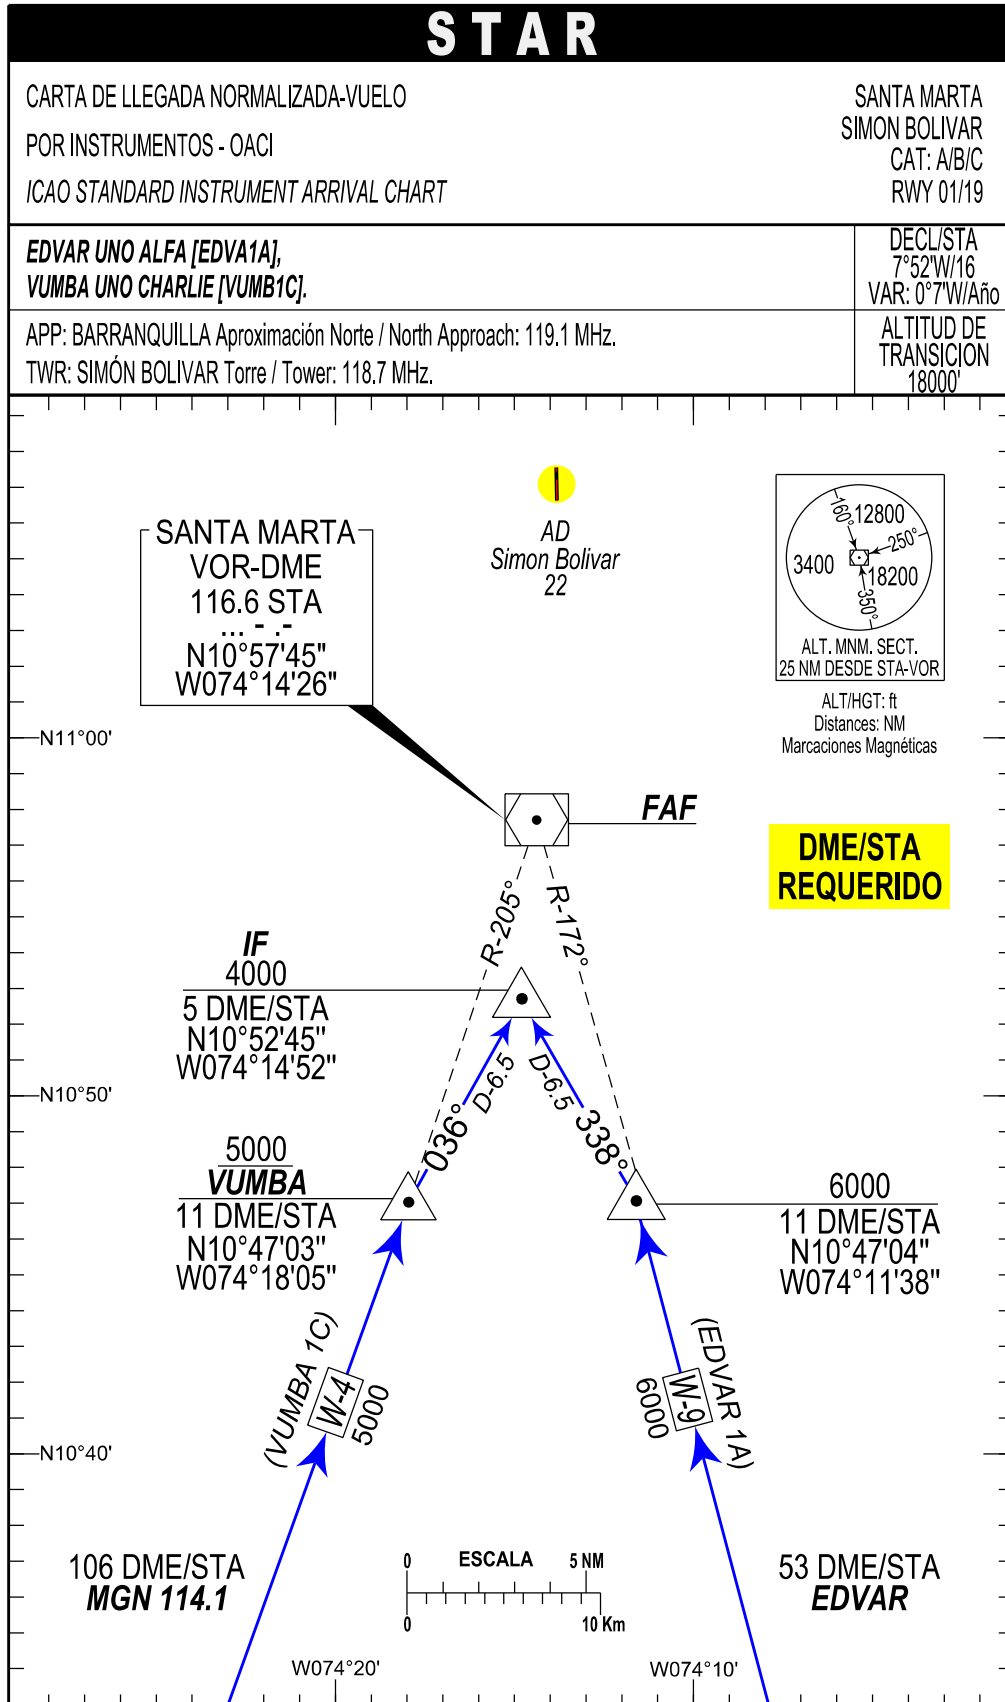 STAR
CARTA DE LLEGADA NORMALIZADA-VUELO
POR INSTRUMENTOS - OACI
ICAO STANDARD INSTRUMENT ARRIVAL CHART
SANTA MARTA
SIMON BOLIVAR
CAT: A/B/C
RWY 01/19
EDVAR UNO ALFA [EDVA1A],
VUMBA UNO CHARLIE [VUMB1C].
DECL/STA
7°52'W/16
VAR: 0°7'W/Año
APP: BARRANQUILLA Aproximación Norte / North Approach: 119.1 MHz.
TWR: SIMÓN BOLIVAR Torre / Tower: 118.7 MHz.
ALTITUD DE
TRANSICION
18000'
AD
Simon Bolivar
22
SANTA MARTA
VOR-DME
116.6 STA
... - .-
N10°57'45"
W074°14'26"
160°
12800
250°
3400
18200
350°
ALT. MNM. SECT.
25 NM DESDE STA-VOR
ALT/HGT: ft
Distances: NM
Marcaciones Magnéticas
N11°00'
FAF
DME/STA
REQUERIDO
R-205°
R-172°
IF
4000
5 DME/STA
N10°52'45"
W074°14'52"
D-6.5
D-6.5
N10°50'
036°
338°
5000
VUMBA
11 DME/STA
N10°47'03"
W074°18'05"
6000
11 DME/STA
N10°47'04"
W074°11'38"
(VUMBA 1C)
W-4
5000
(EDVAR 1A)
W-9
6000
N10°40'
106 DME/STA
MGN 114.1
0 ESCALA 5 NM
0 10 Km
53 DME/STA
EDVAR
W074°20'
W074°10'